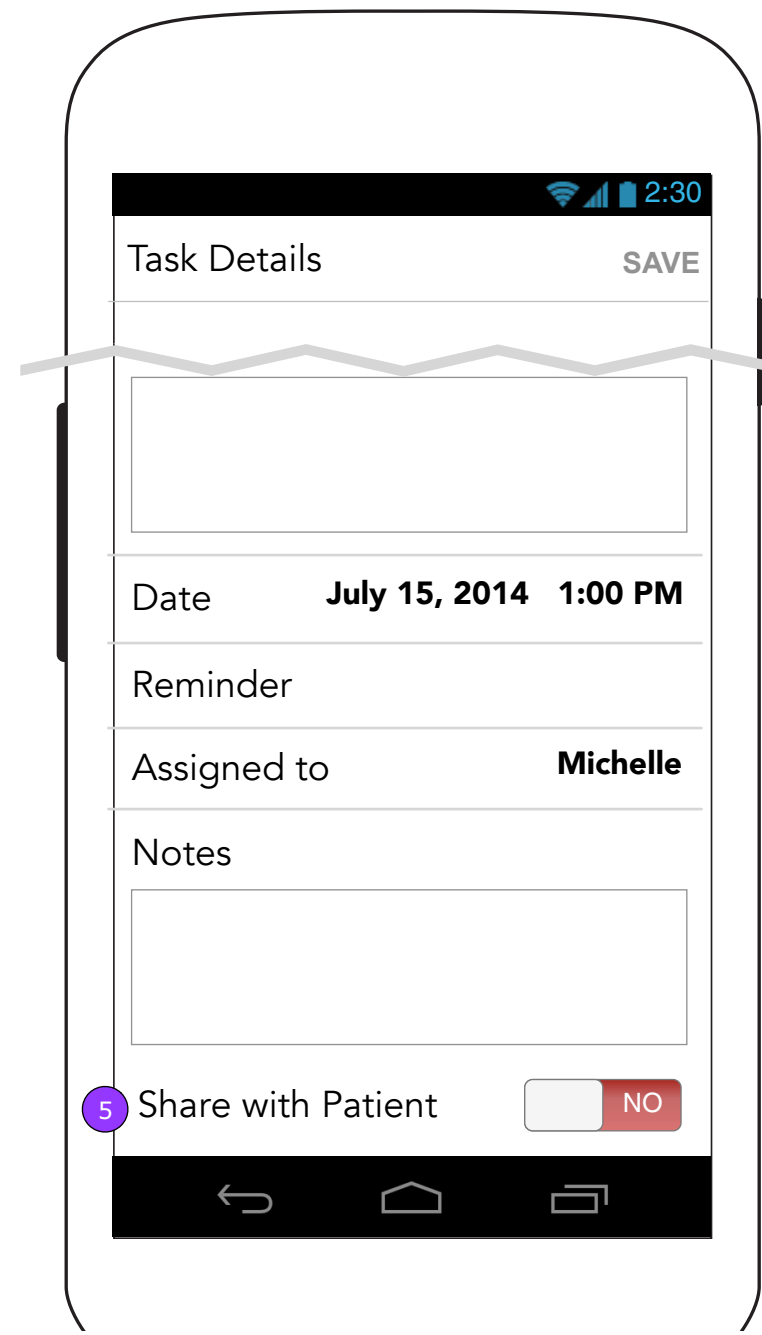 2:30
Task Details SAVE
Date July 15, 2014 1:00 PM
Reminder
Assigned to Michelle
Notes
5 Share with Patient NO